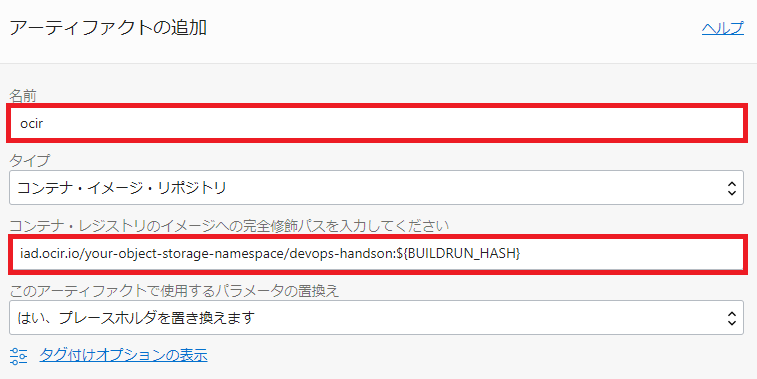 アーティファクトの追加
ヘルプ
名前
ocir
タイプ
コンテナ・イメージ・リポジトリ
コンテナ・レジストリのイメージへの完全修飾パスを入力してください
iad.ocir.io/your-object-storage-namespace/devops-handson:${BUILDRUN_HASH}
このアーティファクトで使用するパラメータの置換え
はい、プレースホルダを置き換えます
タグ付けオプションの表示